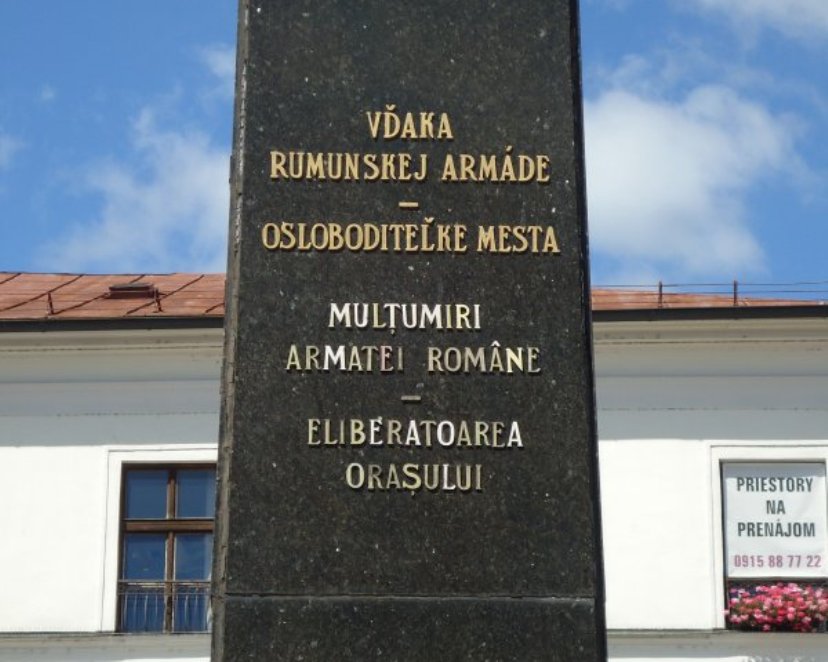 VĎAKA
RUMUNSKEJ ARMÁDE
–
OSLOBODITEĽKE MESTA
MULȚUMIRI
ARMATEI ROMÂNE
–
ELIBERATOAREA
ORAȘULUI
PRIESTORY
NA
PRENÁJOM
0915 88 77 22